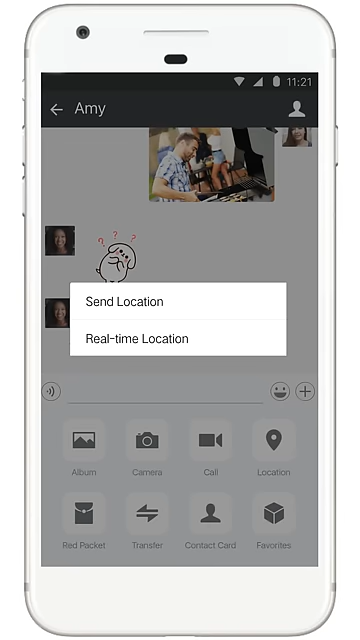 11:21
Amy
? ? ?
Send Location
Real-time Location
Album
Camera
Call
Location
Red Packet
Transfer
Contact Card
Favorites